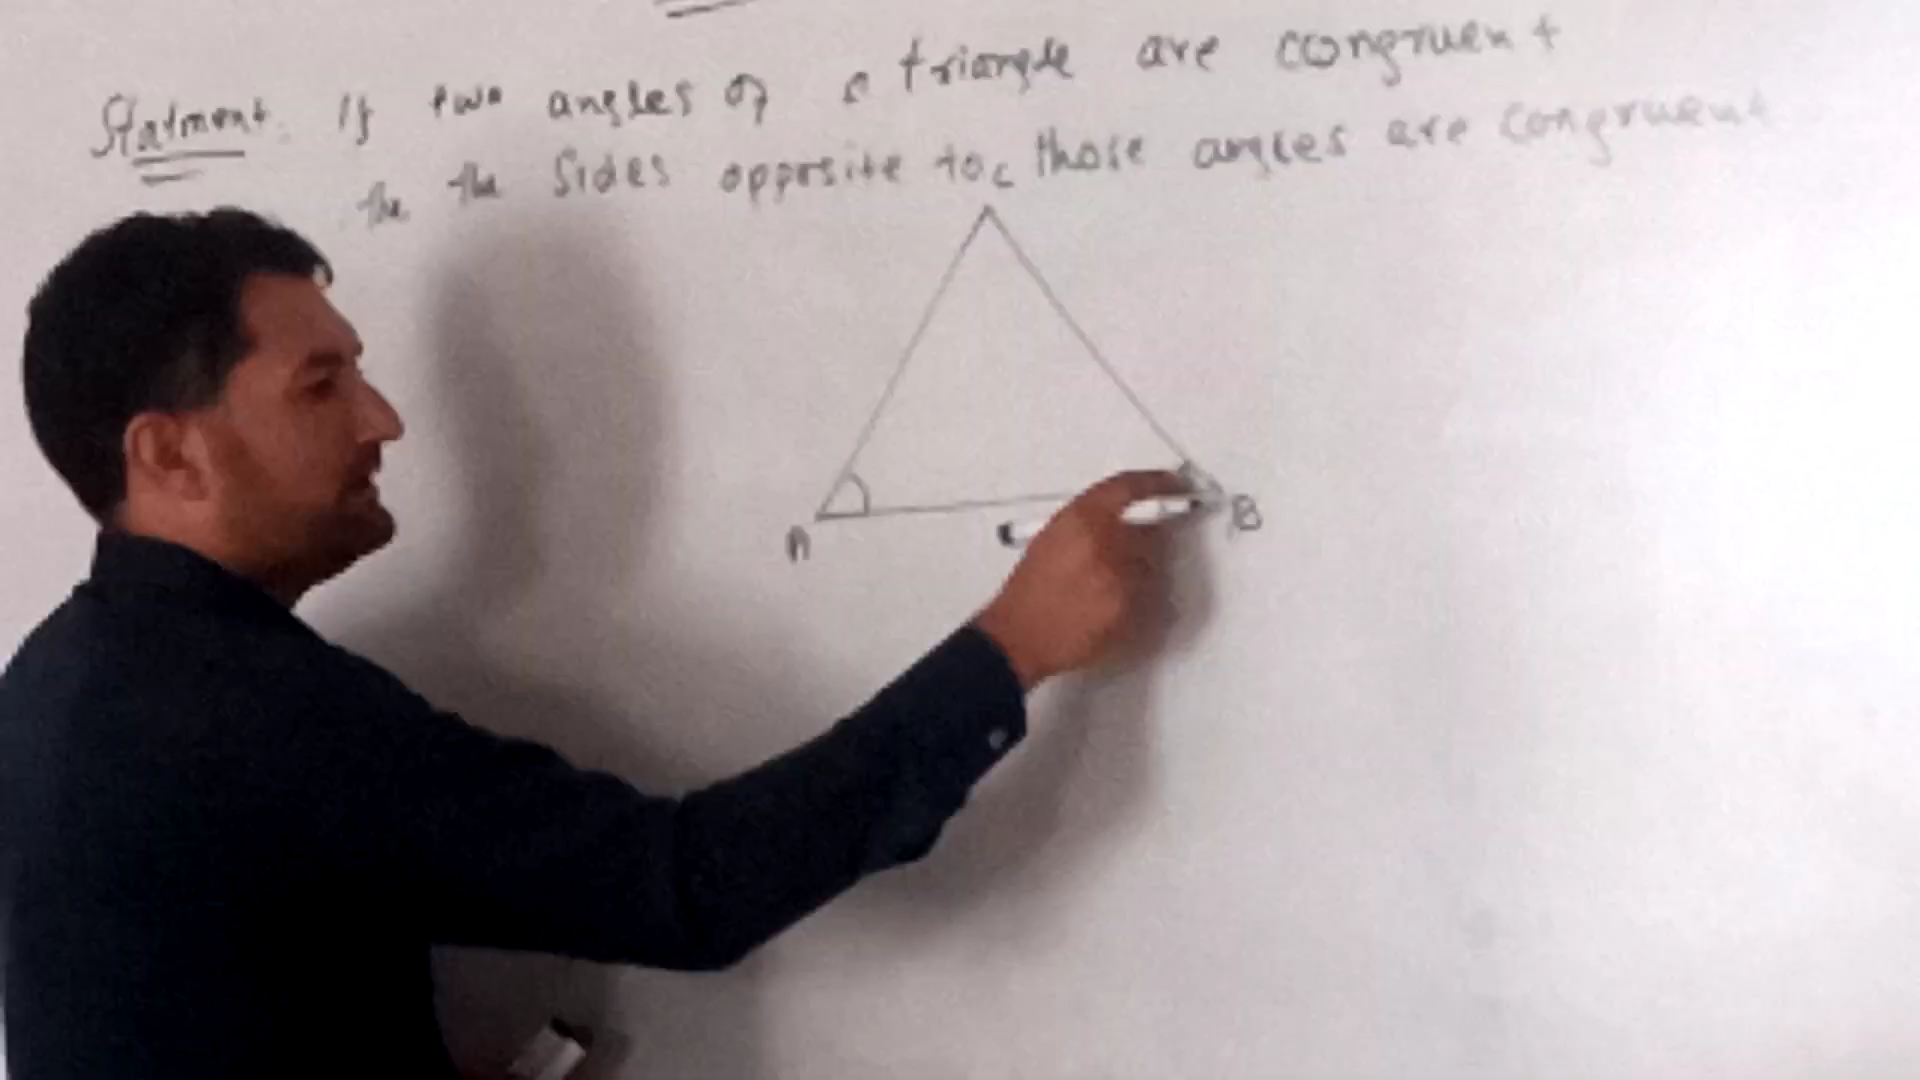 Statment. If two angles of a triangle are congruent
the the sides opposite to those angles are congruent
C
A
B